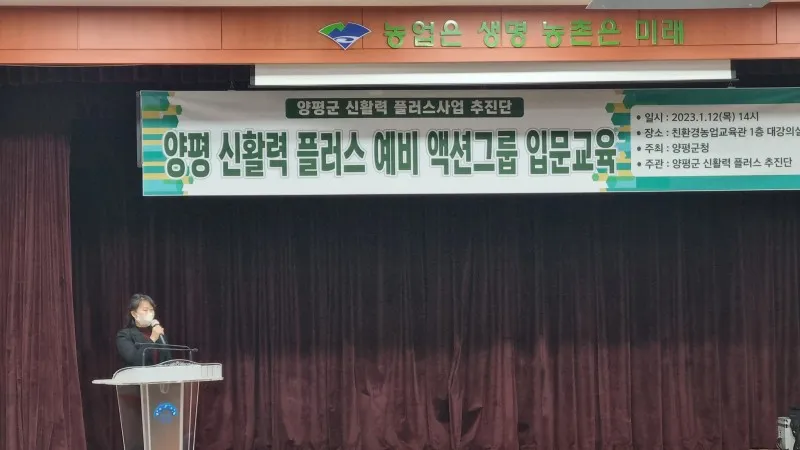 농업은 생명 농촌은 미래
양평군 신활력 플러스사업 추진단
양평 신활력 플러스 예비 액션그룹 입문교육
• 일시 : 2023.1.12(목) 14시
• 장소 : 친환경농업교육관 1층 대강의실
• 주최 : 양평군청
• 주관 : 양평군 신활력 플러스 추진단